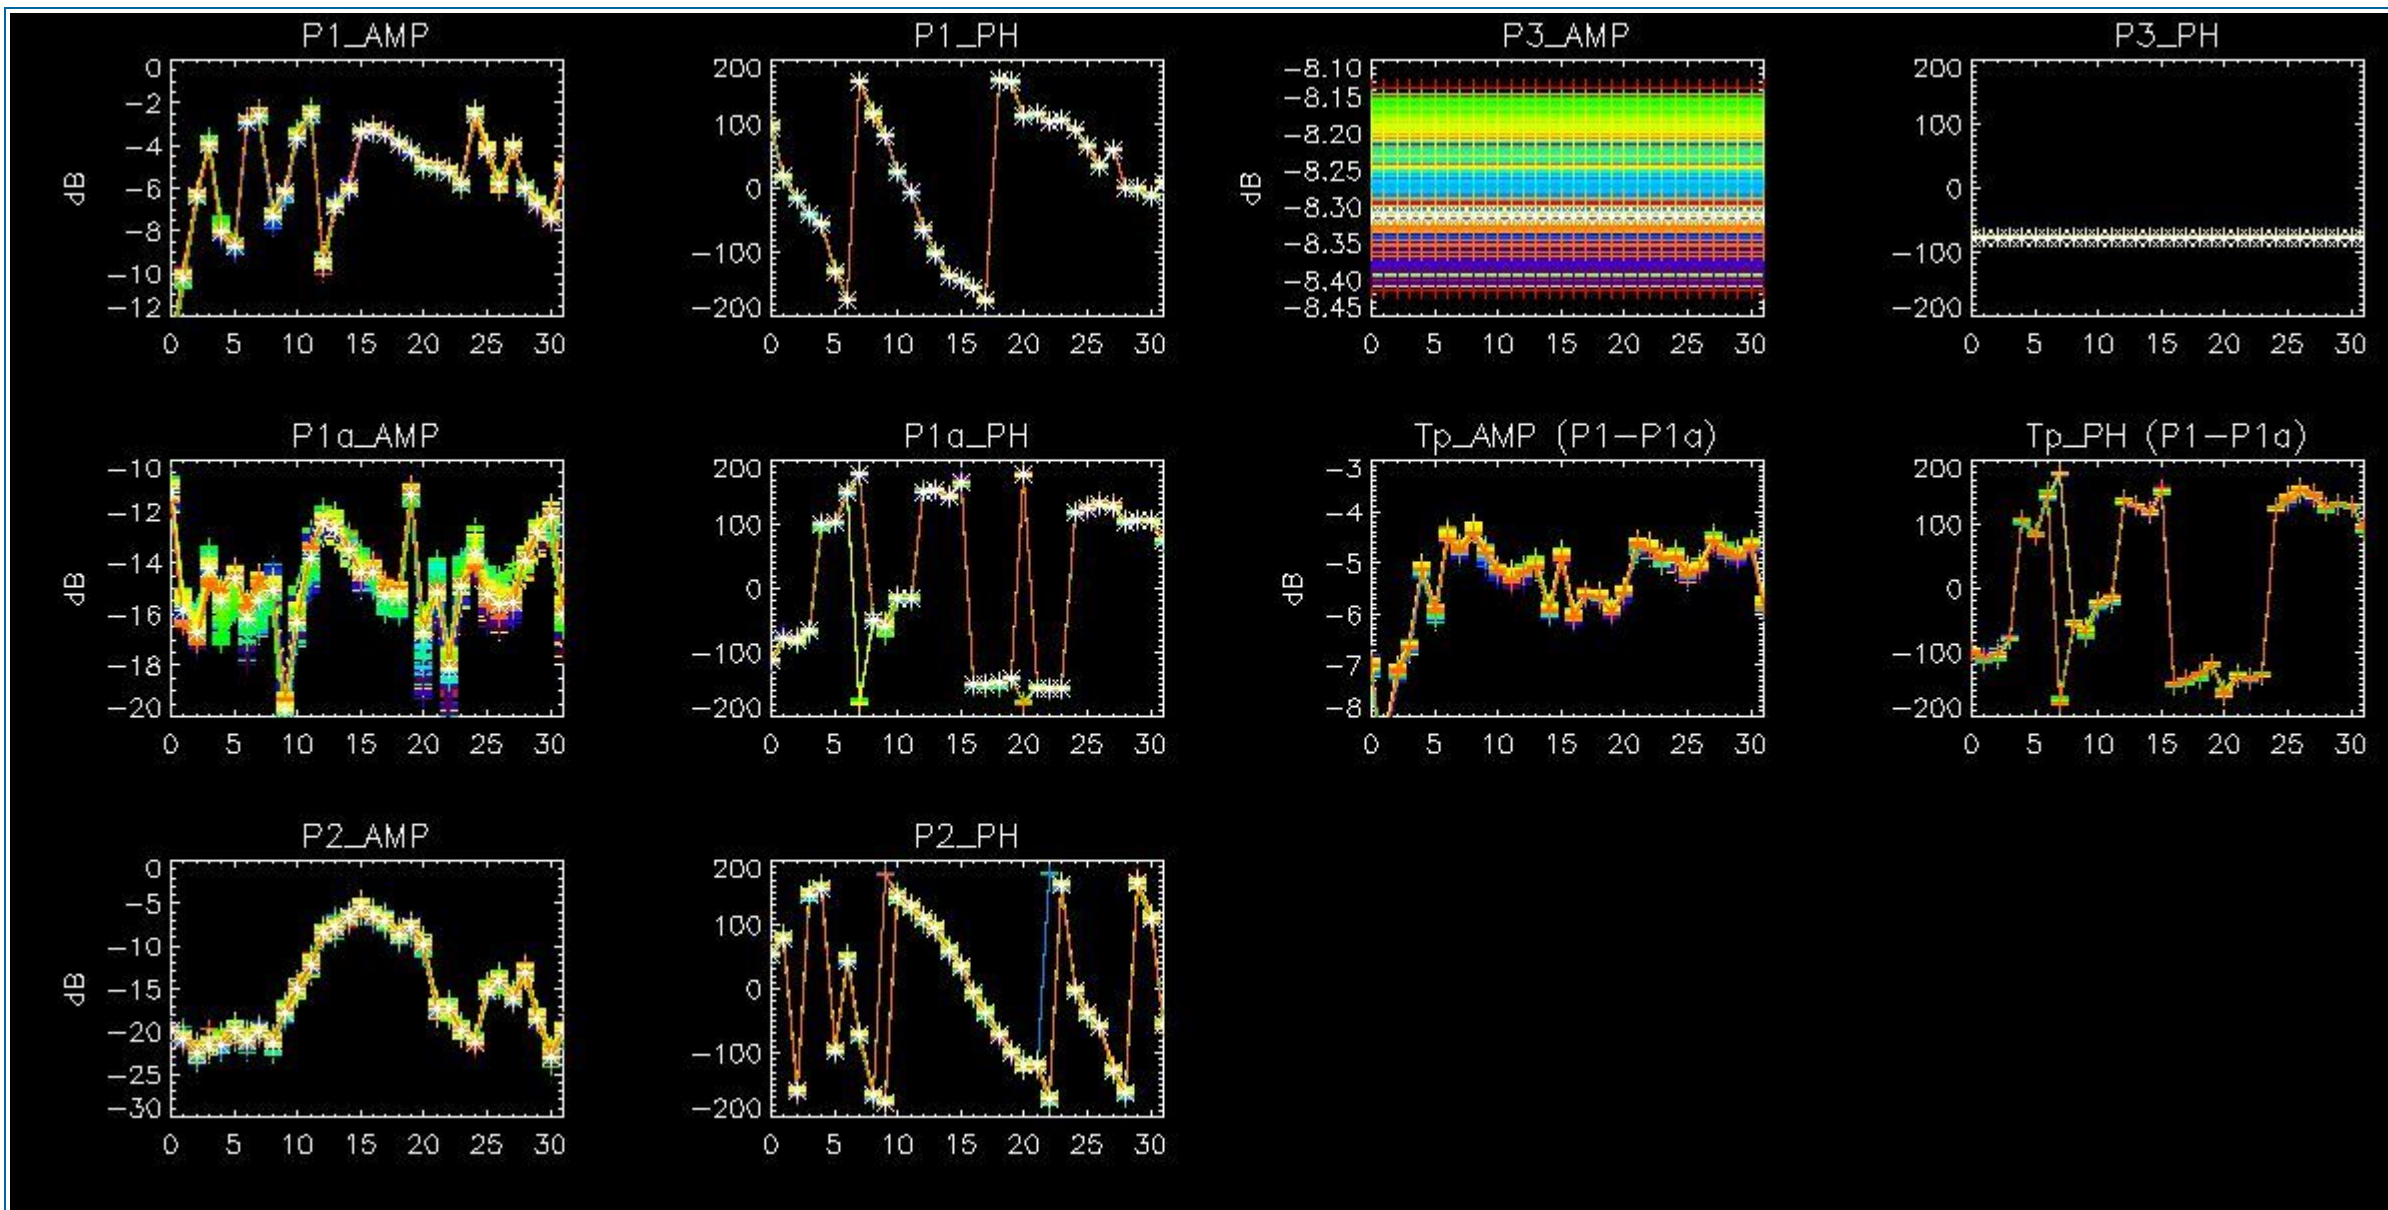 P1_AMP
0
−2
−4
−6
−8
−10
−12
dB
0 5 10 15 20 25 30
P1_PH
200
100
0
−100
−200
0 5 10 15 20 25 30
P3_AMP
−8.10
−8.15
−8.20
−8.25
−8.30
−8.35
−8.40
−8.45
dB
0 5 10 15 20 25 30
P3_PH
200
100
0
−100
−200
0 5 10 15 20 25 30
P1a_AMP
−10
−12
−14
−16
−18
−20
dB
0 5 10 15 20 25 30
P1a_PH
200
100
0
−100
−200
0 5 10 15 20 25 30
Tp_AMP (P1−P1a)
−3
−4
−5
−6
−7
−8
dB
0 5 10 15 20 25 30
Tp_PH (P1−P1a)
200
100
0
−100
−200
0 5 10 15 20 25 30
P2_AMP
0
−5
−10
−15
−20
−25
−30
dB
0 5 10 15 20 25 30
P2_PH
200
100
0
−100
−200
0 5 10 15 20 25 30